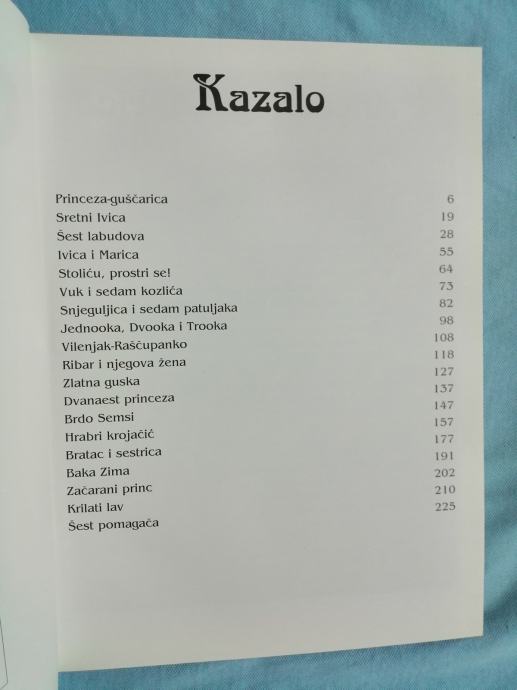 Kazalo
Princeza-guščarica 6
Sretni Ivica 19
Šest labudova 28
Ivica i Marica 55
Stoliću, prostri se! 64
Vuk i sedam kozlića 73
Snjeguljica i sedam patuljaka 82
Jednooka, Dvooka i Trooka 98
Vilenjak-Raščupanko 108
Ribar i njegova žena 118
Zlatna guska 127
Dvanaest princeza 137
Brdo Semsi 147
Hrabri krojačić 157
Bratac i sestrica 177
Baka Zima 191
Začarani princ 202
Krilati lav 210
Šest pomagača 225